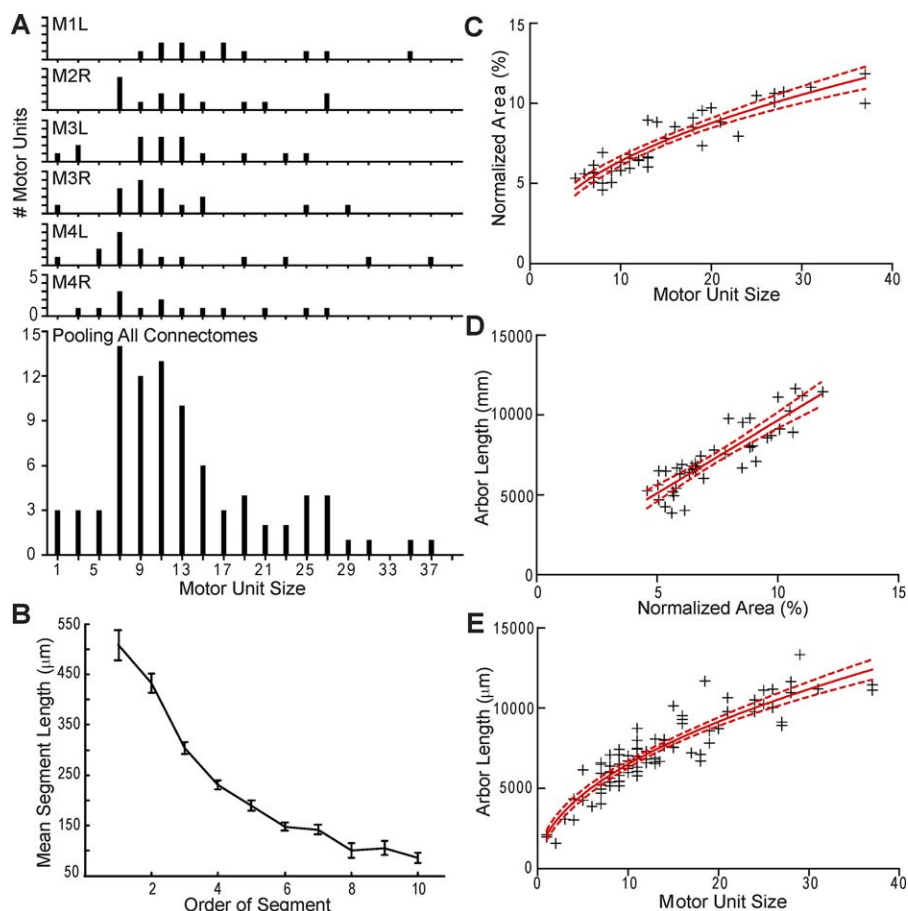 A
M1L
M2R
M3L
M3R
M4L
M4R
# Motor Units
5
0
Pooling All Connectomes
15
12
9
6
3
0
1 5 9 13 17 21 25 29 33 37
Motor Unit Size
B
Mean Segment Length (μm)
550
450
350
250
150
50
2 4 6 8 10
Order of Segment
C
Normalized Area (%)
15
10
5
0
0 10 20 30 40
Motor Unit Size
D
Arbor Length (mm)
15000
10000
5000
0
0 5 10 15
Normalized Area (%)
E
Arbor Length (μm)
15000
10000
5000
0
0 10 20 30 40
Motor Unit Size